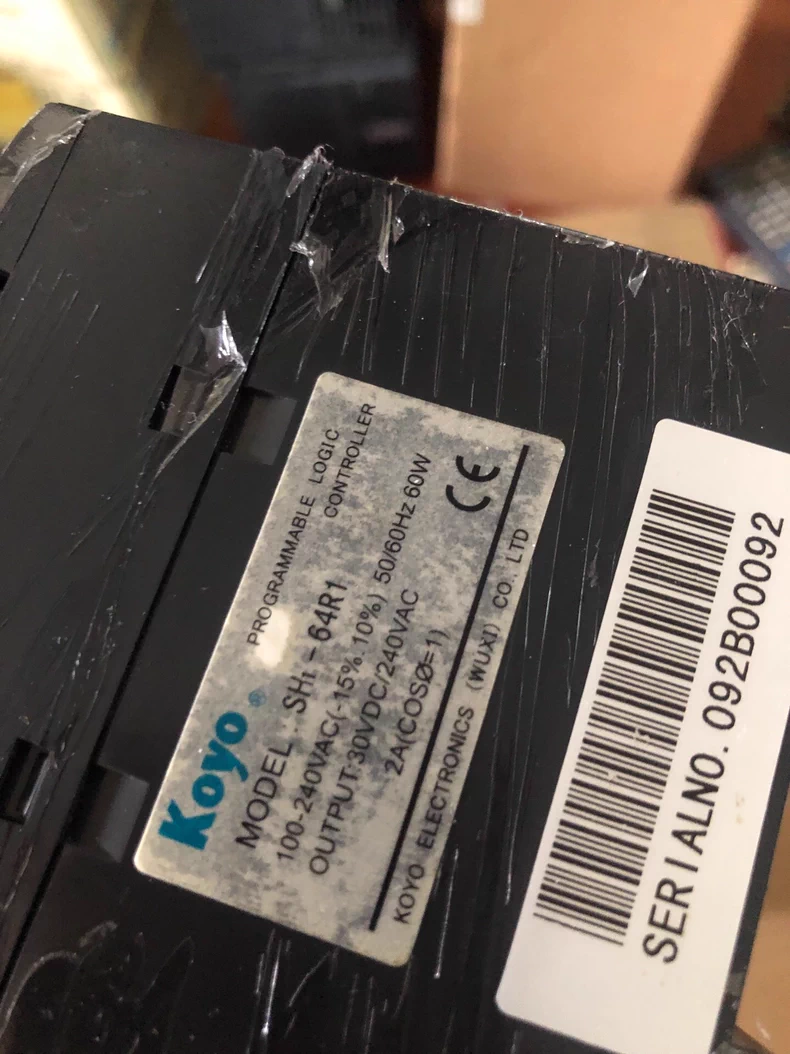 PROGRAMMABLE LOGIC
CONTROLLER
Koyo®
MODEL SH1-64R1
100-240VAC(-15% 10%) 50/60Hz 60W
OUTPUT 30VDC/240VAC
2A(COSØ=1)
CE
KOYO ELECTRONICS (WUXI) CO., LTD
SERIALNO. 092B00092